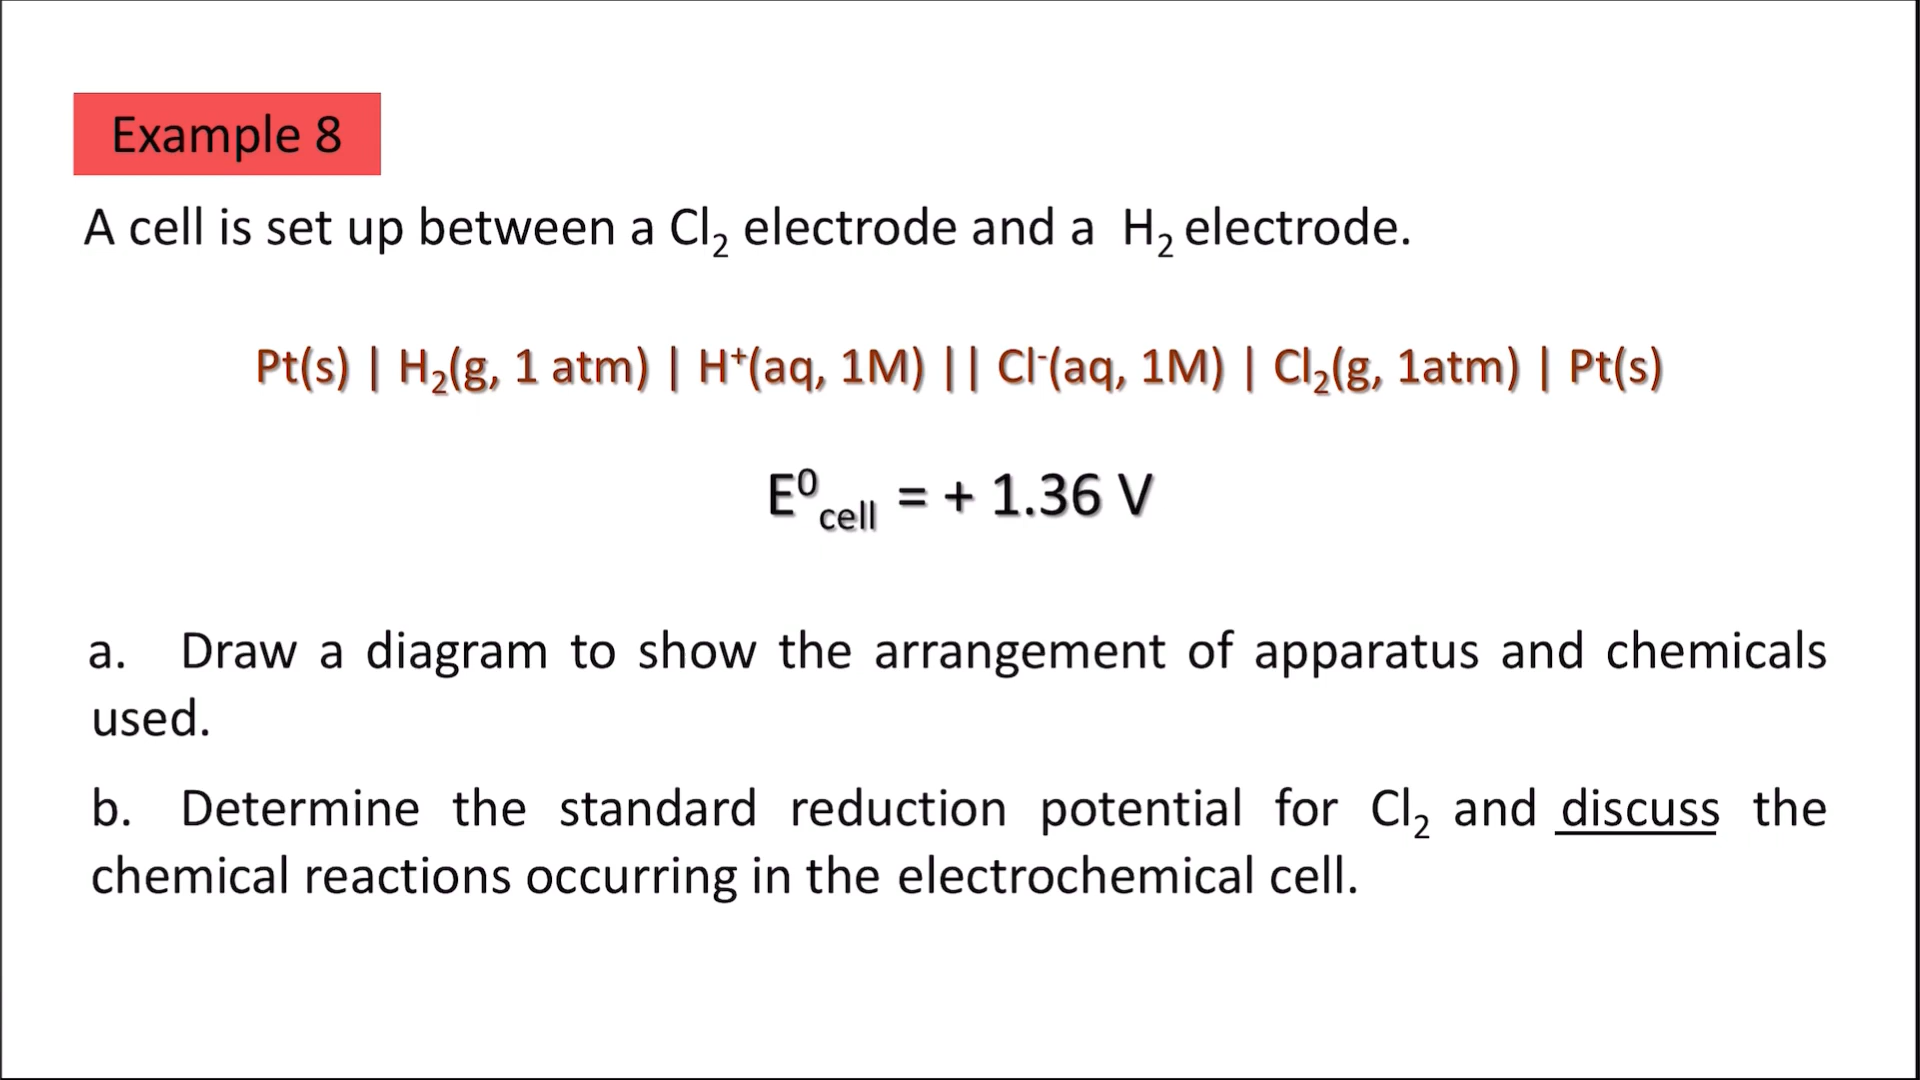 Example 8
A cell is set up between a Cl₂ electrode and a H₂ electrode.
Pt(s) | H₂(g, 1 atm) | H⁺(aq, 1M) || Cl⁻(aq, 1M) | Cl₂(g, 1atm) | Pt(s)
E⁰cell = + 1.36 V
a. Draw a diagram to show the arrangement of apparatus and chemicals
used.
b. Determine the standard reduction potential for Cl₂ and discuss the
chemical reactions occurring in the electrochemical cell.